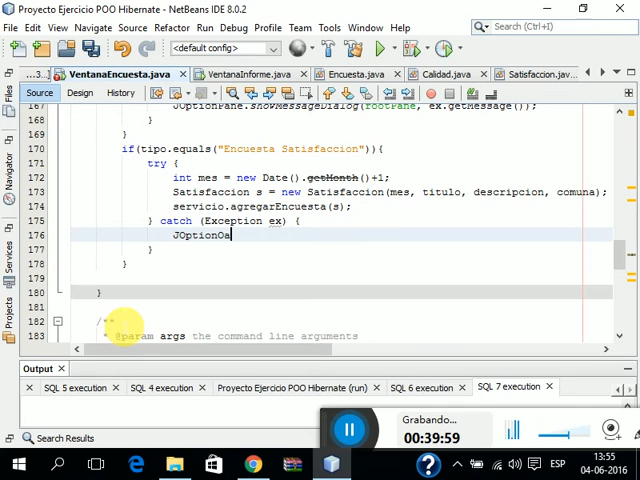 Proyecto Ejercicio POO Hibernate - NetBeans IDE 8.0.2
File Edit View Navigate Source Refactor Run Debug Profile Team Tools Window Help
Search (Ctrl+I)
<default config>
...3...] VentanaEncuesta.java VentanaInforme.java Encuesta.java Calidad.java Satisfaccion.java...
Source Design History
167 JOptionPane.showMessageDialog(rootPane, ex.getMessage());
168 }
169 }
170 if(tipo.equals("Encuesta Satisfaccion")){
171 try {
172 int mes = new Date().getMonth()+1;
173 Satisfaccion s = new Satisfaccion(mes, titulo, descripcion, comuna);
174 servicio.agregarEncuesta(s);
175 } catch (Exception ex) {
176 JOptionOa
177 }
178 }
179
180 }
181
182 /**
183 * @param args the command line arguments
Files
Navigator
Services
Projects
Output
SQL 5 execution SQL 4 execution Proyecto Ejercicio POO Hibernate (run) SQL 6 execution SQL 7 execution
Search Results
Grabando...
00:39:59
ESP
13:55
04-06-2016